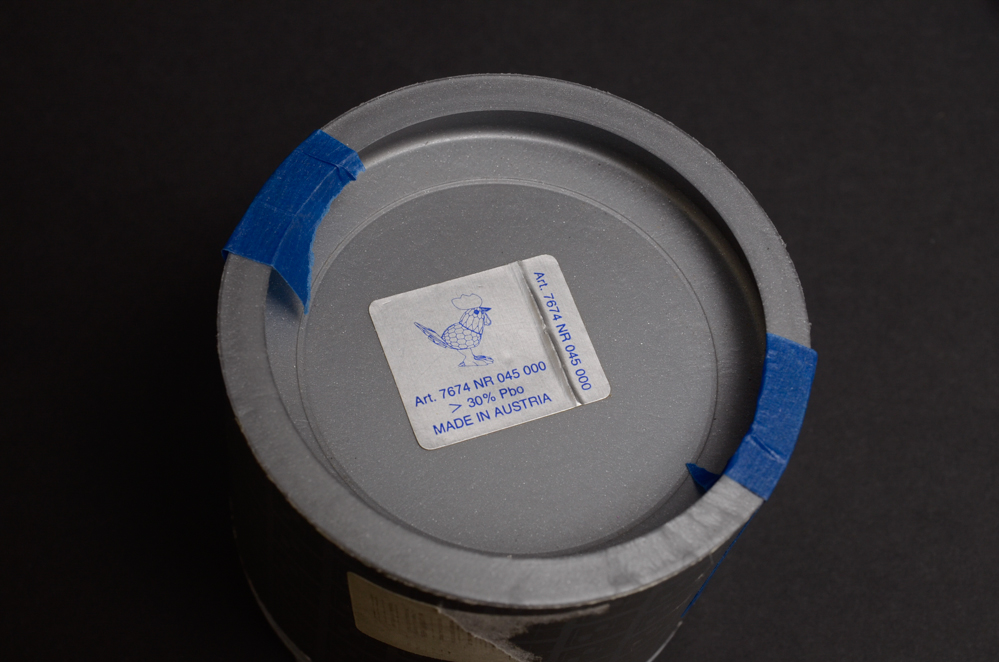 Art. 7674 NR 045 000
> 30% Pbo
MADE IN AUSTRIA
Art. 7674 NR 045 000